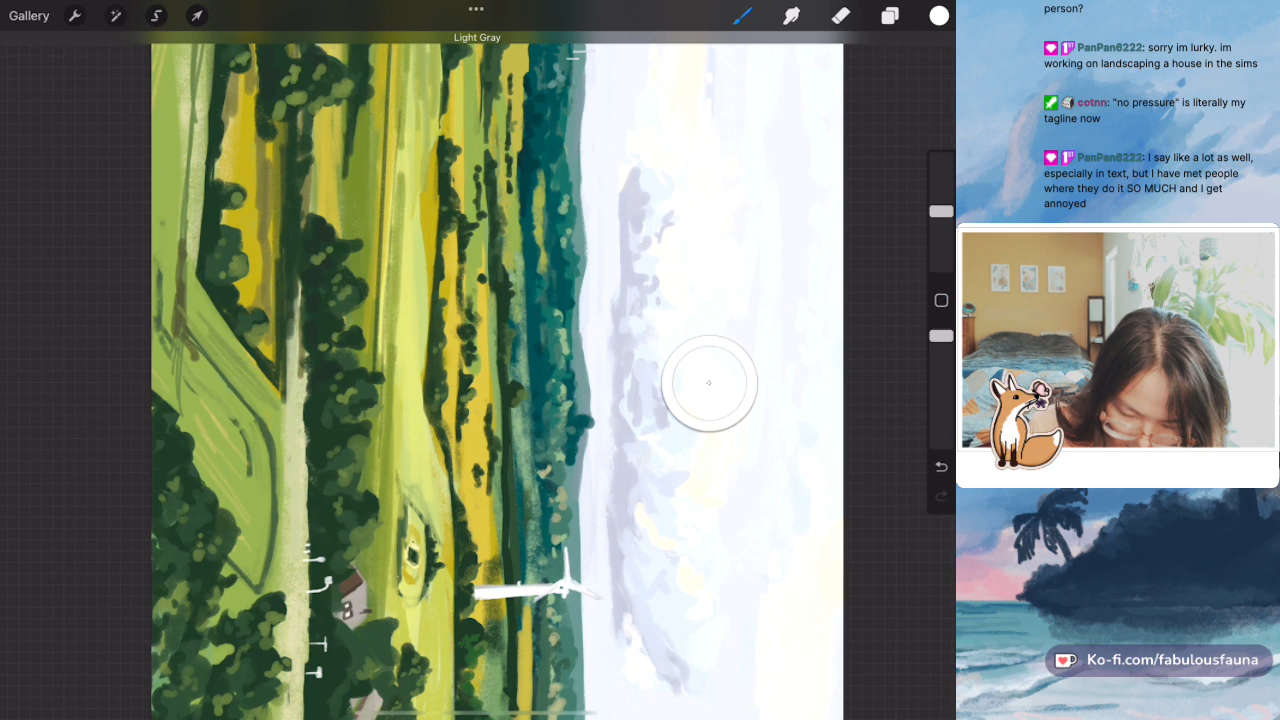 Gallery
Light Gray
person?
PanPan6222: sorry im lurky. im
working on landscaping a house in the sims
cotnn: "no pressure" is literally my
tagline now
PanPan6222: I say like a lot as well,
especially in text, but I have met people
where they do it SO MUCH and I get
annoyed
Ko-fi.com/fabulousfauna